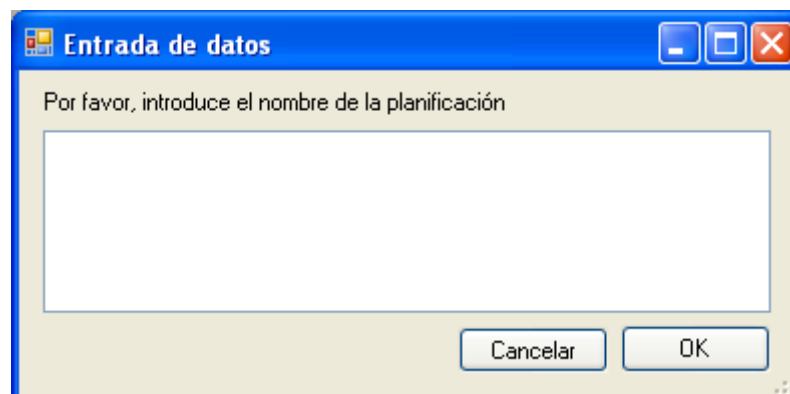 Entrada de datos
Por favor, introduce el nombre de la planificación
Cancelar
OK